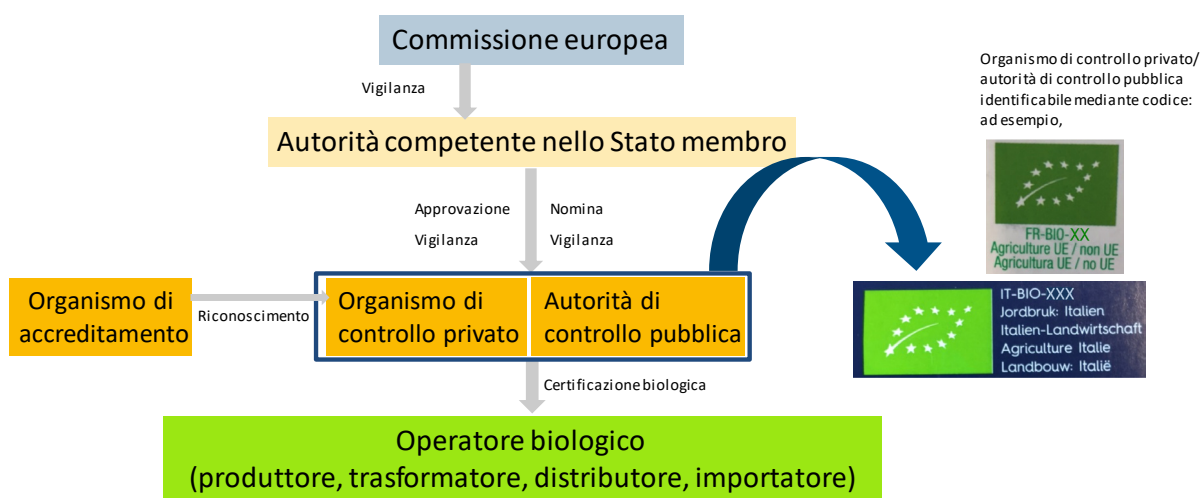 Commissione europea
Organismo di controllo privato/
autorità di controllo pubblica
identificabile mediante codice:
ad esempio,
Vigilanza
Autorità competente nello Stato membro
Approvazione
Vigilanza
Nomina
Vigilanza
FR-BIO-XX
Agriculture UE / non UE
Agricultura UE / no UE
Organismo di
accreditamento
Riconoscimento
Organismo di
controllo privato
Autorità di
controllo pubblica
IT-BIO-XXX
Jordbruk: Italien
Italien-Landwirtschaft
Agriculture Italie
Landbouw: Italië
Certificazione biologica
Operatore biologico
(produttore, trasformatore, distributore, importatore)